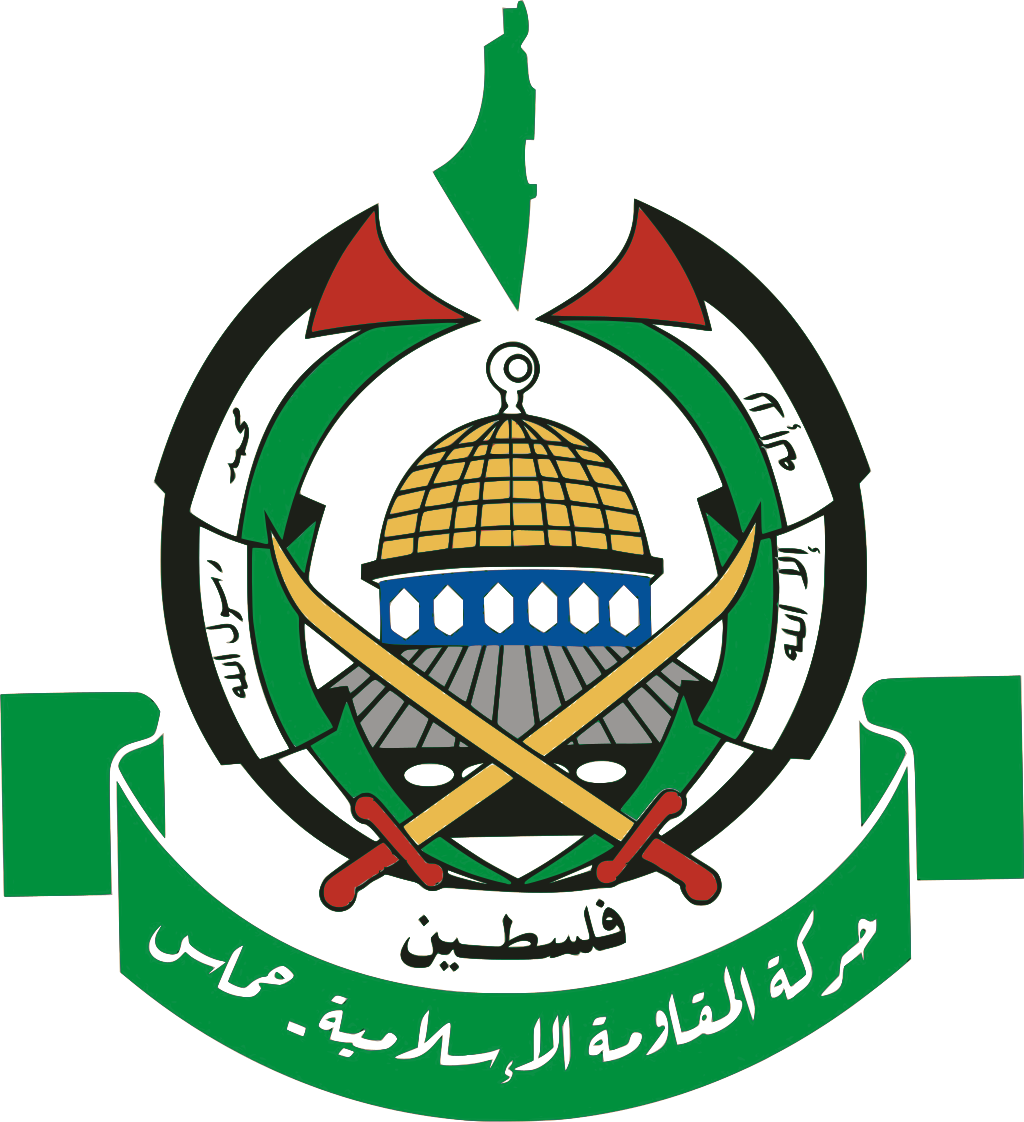 لا إله
إلا الله
محمد
رسول الله
فلسطين
حركة المقاومة الإسلامية - حماس